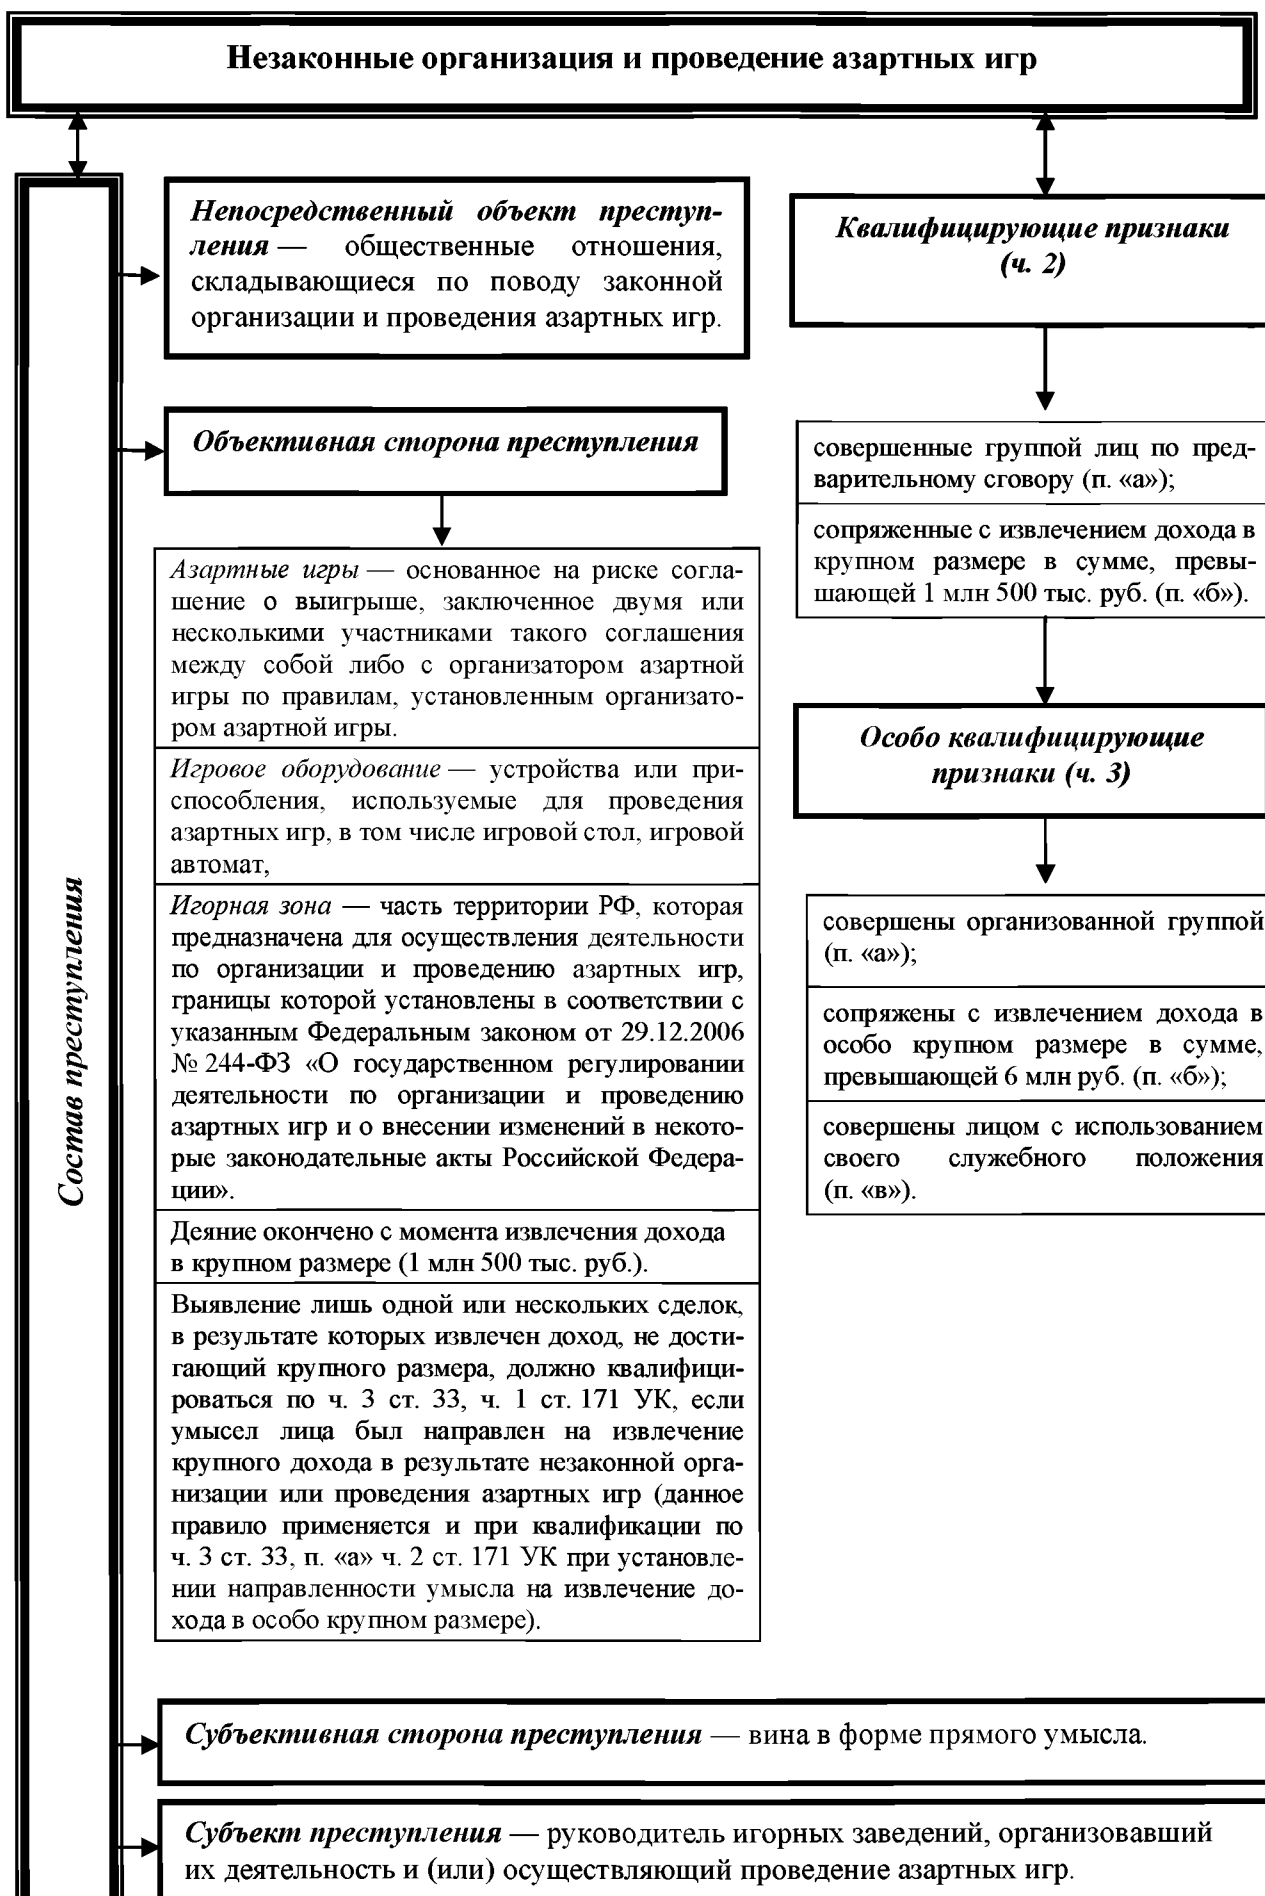 Незаконные организация и проведение азартных игр
Состав преступления
Непосредственный объект преступ-
ления — общественные отношения,
складывающиеся по поводу законной
организации и проведения азартных игр.
Объективная сторона преступления
Азартные игры — основанное на риске согла-
шение о выигрыше, заключенное двумя или
несколькими участниками такого соглашения
между собой либо с организатором азартной
игры по правилам, установленным организато-
ром азартной игры.
Игровое оборудование — устройства или при-
способления, используемые для проведения
азартных игр, в том числе игровой стол, игровой
автомат,
Игорная зона — часть территории РФ, которая
предназначена для осуществления деятельности
по организации и проведению азартных игр,
границы которой установлены в соответствии с
указанным Федеральным законом от 29.12.2006
№ 244-ФЗ «О государственном регулировании
деятельности по организации и проведению
азартных игр и о внесении изменений в некото-
рые законодательные акты Российской Федера-
ции».
Деяние окончено с момента извлечения дохода
в крупном размере (1 млн 500 тыс. руб.).
Выявление лишь одной или нескольких сделок,
в результате которых извлечен доход, не дости-
гающий крупного размера, должно квалифици-
роваться по ч. 3 ст. 33, ч. 1 ст. 171 УК, если
умысел лица был направлен на извлечение
крупного дохода в результате незаконной орга-
низации или проведения азартных игр (данное
правило применяется и при квалификации по
ч. 3 ст. 33, п. «а» ч. 2 ст. 171 УК при установле-
нии направленности умысла на извлечение до-
хода в особо крупном размере).
Квалифицирующие признаки
(ч. 2)
совершенные группой лиц по пред-
варительному сговору (п. «а»);
сопряженные с извлечением дохода в
крупном размере в сумме, превы-
шающей 1 млн 500 тыс. руб. (п. «б»).
Особо квалифицирующие
признаки (ч. 3)
совершены организованной группой
(п. «а»);
сопряжены с извлечением дохода в
особо крупном размере в сумме,
превышающей 6 млн руб. (п. «б»);
совершены лицом с использованием
своего служебного положения
(п. «в»).
Субъективная сторона преступления — вина в форме прямого умысла.
Субъект преступления — руководитель игорных заведений, организовавший
их деятельность и (или) осуществляющий проведение азартных игр.